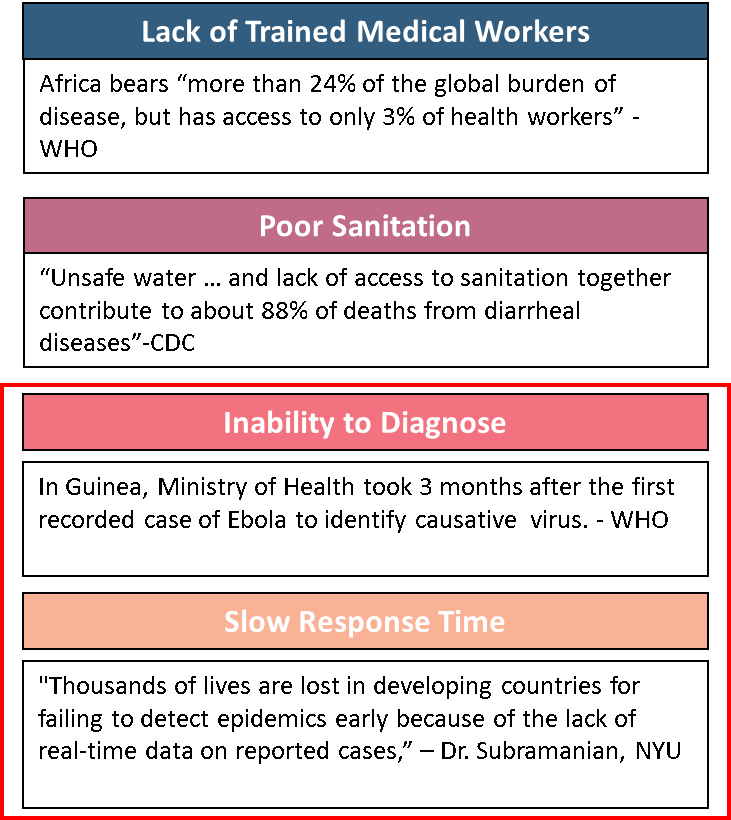 Lack of Trained Medical Workers
Africa bears “more than 24% of the global burden of
disease, but has access to only 3% of health workers” -
WHO
Poor Sanitation
“Unsafe water … and lack of access to sanitation together
contribute to about 88% of deaths from diarrheal
diseases”-CDC
Inability to Diagnose
In Guinea, Ministry of Health took 3 months after the first
recorded case of Ebola to identify causative  virus. - WHO
Slow Response Time
"Thousands of lives are lost in developing countries for
failing to detect epidemics early because of the lack of
real-time data on reported cases,” – Dr. Subramanian, NYU